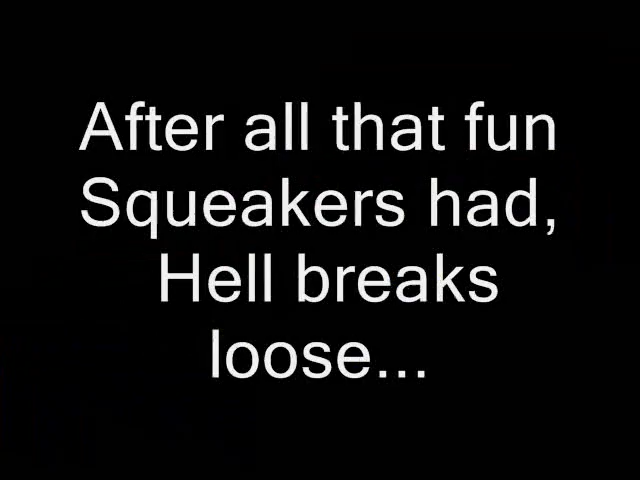 After all that fun
Squeakers had,
Hell breaks
loose...